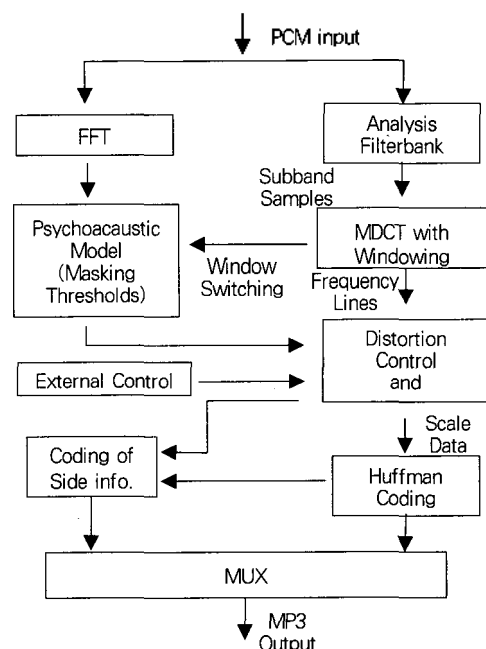 PCM input
FFT
Analysis
Filterbank
Subband
Samples
Psychoacaustic
Model
(Masking
Thresholds)
Window
Switching
MDCT with
Windowing
Frequency
Lines
Distortion
Control
and
External Control
Scale
Data
Coding of
Side info.
Huffman
Coding
MUX
MP3
Output